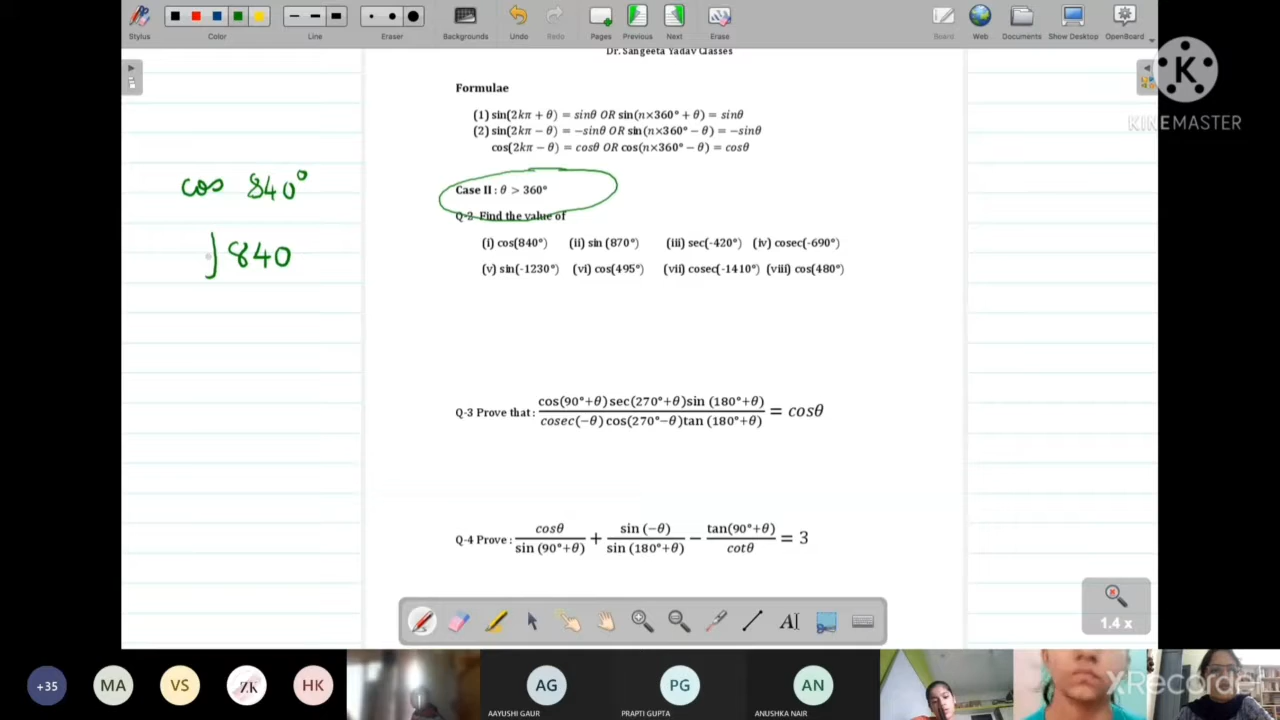 Stylus Color Line Eraser Backgrounds Undo Redo Pages Previous Next Erase Board Web Documents Show Desktop OpenBoard
Dr. Sangeeta Yadav Classes
K
KINEMASTER
Formulae
(1) sin(2kπ + θ) = sinθ OR sin(n×360° + θ) = sinθ
(2) sin(2kπ − θ) = −sinθ OR sin(n×360° − θ) = −sinθ
cos(2kπ − θ) = cosθ OR cos(n×360° − θ) = cosθ
cos 840°
Case II : θ > 360°
Q-2 Find the value of
840
(i) cos(840°) (ii) sin (870°) (iii) sec(-420°) (iv) cosec(-690°)
(v) sin(-1230°) (vi) cos(495°) (vii) cosec(-1410°) (viii) cos(480°)
Q-3 Prove that : cos(90°+θ) sec(270°+θ)sin (180°+θ) / cosec(−θ) cos(270°−θ)tan (180°+θ) = cosθ
Q-4 Prove : cosθ / sin (90°+θ) + sin (−θ) / sin (180°+θ) − tan(90°+θ) / cotθ = 3
1.4 x
+35 MA VS ZK HK AG PG AN
AAYUSHI GAUR PRAPTI GUPTA ANUSHKA NAIR
XRecorder